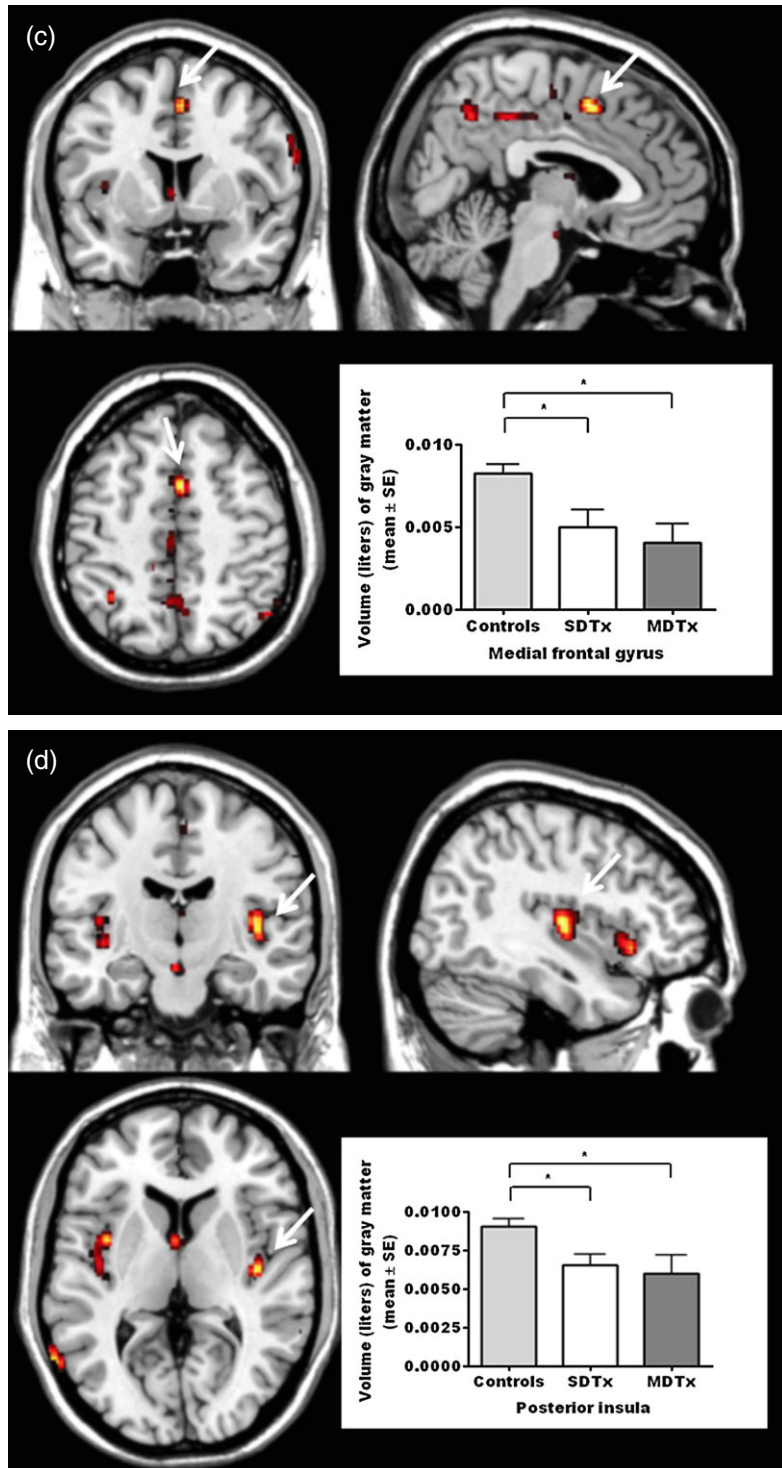 (c)
*
*
Volume (liters) of gray matter
(mean ± SE)
0.010
0.005
0.000
Controls SDTx MDTx
Medial frontal gyrus
(d)
*
*
Volume (liters) of gray matter
(mean ± SE)
0.0100
0.0075
0.0050
0.0025
0.0000
Controls SDTx MDTx
Posterior insula